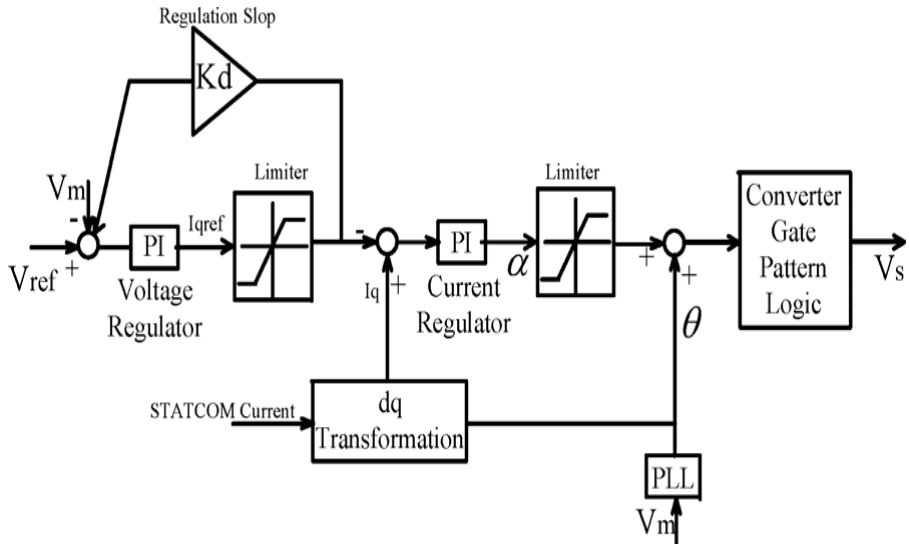 Regulation Slop
Kd
Vm
-
Vref
+
PI
Voltage
Regulator
Iqref
Limiter
-
Iq
+
PI
Current
Regulator
α
Limiter
+
+
θ
Converter
Gate
Pattern
Logic
Vs
STATCOM Current
dq
Transformation
PLL
Vm